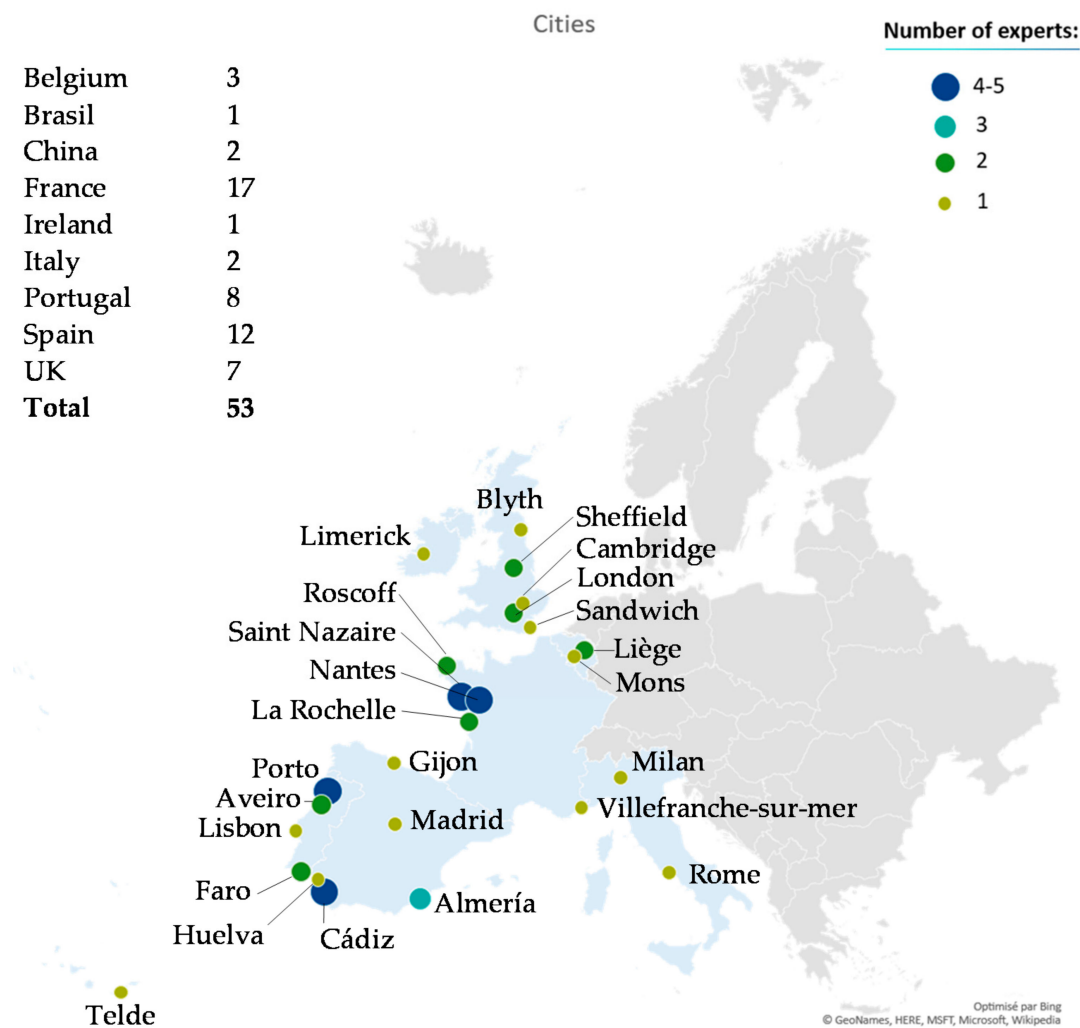 Cities
Number of experts:
4-5
3
2
1
Belgium 3
Brasil 1
China 2
France 17
Ireland 1
Italy 2
Portugal 8
Spain 12
UK 7
Total 53
Blyth
Sheffield
Limerick
Cambridge
London
Roscoff
Sandwich
Saint Nazaire
Liège
Nantes
Mons
La Rochelle
Gijon
Milan
Porto
Aveiro
Villefranche-sur-mer
Madrid
Lisbon
Rome
Faro
Almería
Huelva
Cádiz
Telde
Optimisé par Bing
© GeoNames, HERE, MSFT, Microsoft, Wikipedia